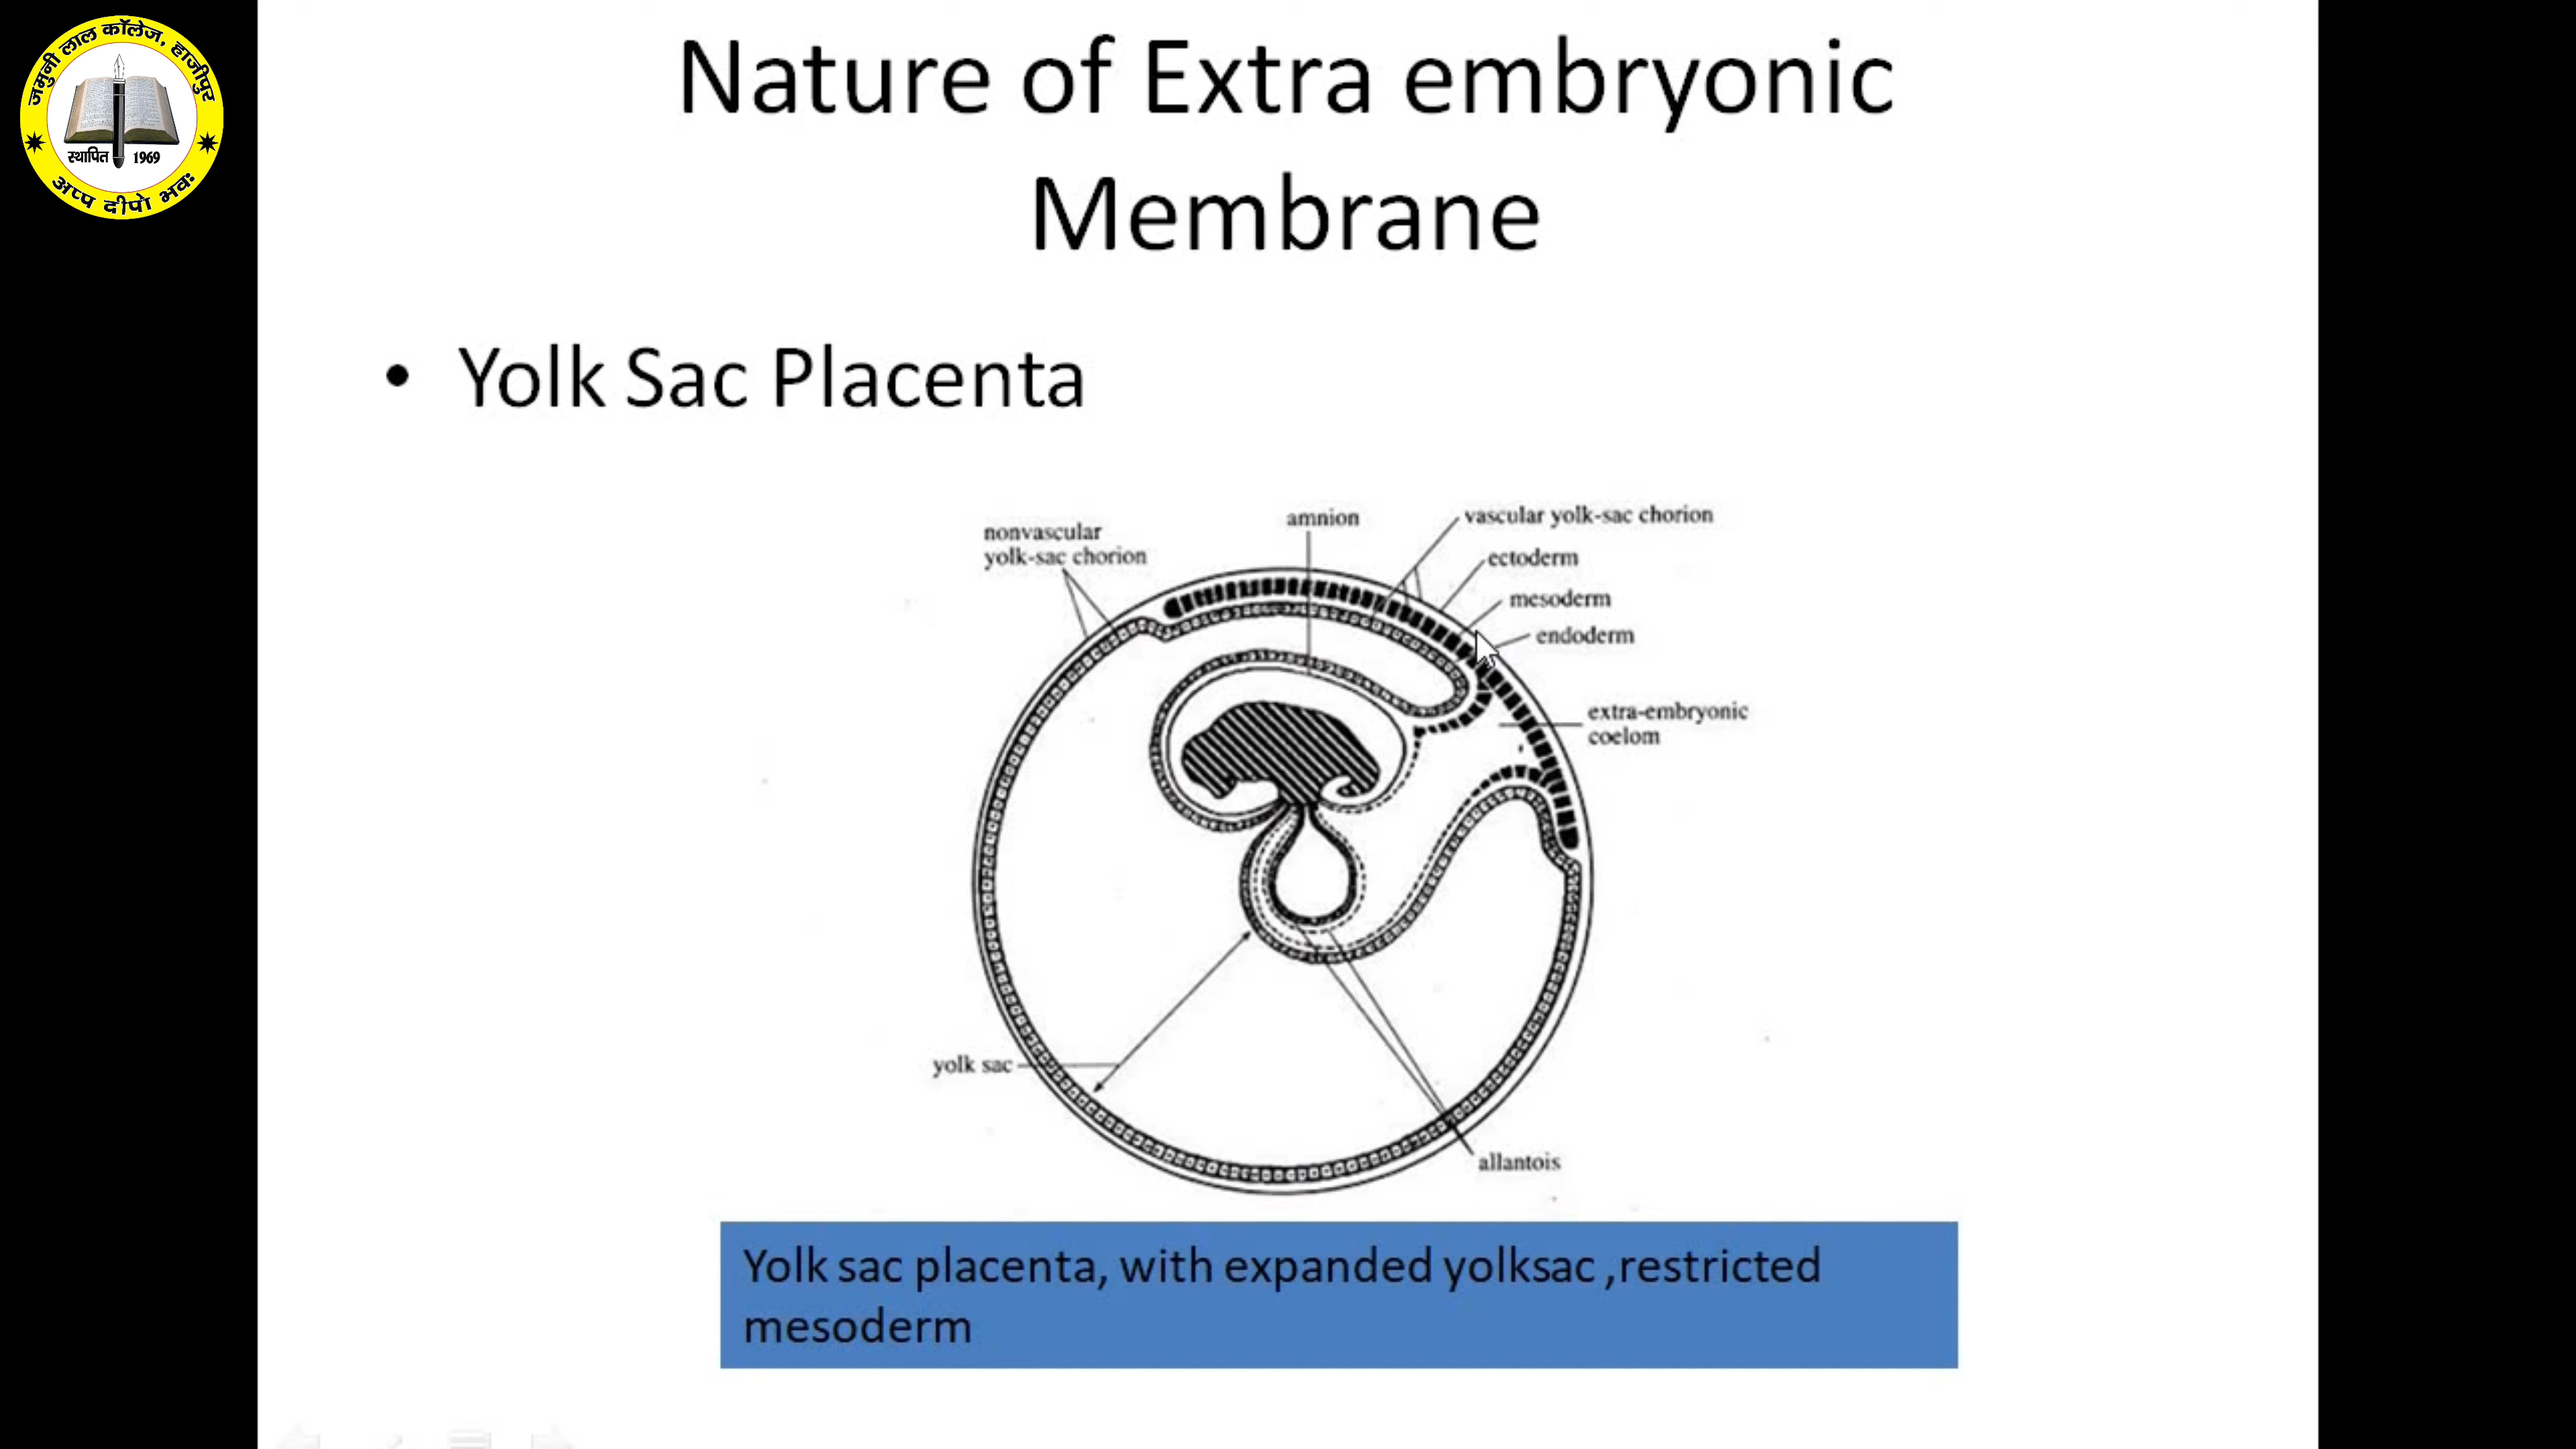 जमुनी लाल कॉलेज, हाजीपुर
स्थापित 1969
अप्प दीपो भवः
Nature of Extra embryonic
Membrane
• Yolk Sac Placenta
nonvascular
yolk-sac chorion
amnion
vascular yolk-sac chorion
ectoderm
mesoderm
endoderm
extra-embryonic
coelom
yolk sac
allantois
Yolk sac placenta, with expanded yolksac ,restricted
mesoderm